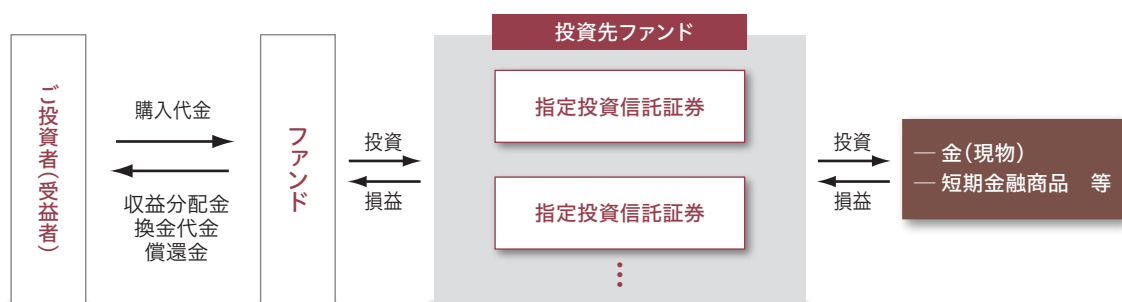 ご投資者(受益者)
購入代金
収益分配金
換金代金
償還金
ファンド
投資
損益
投資先ファンド
指定投資信託証券
指定投資信託証券
⋮
投資
損益
— 金(現物)
— 短期金融商品　等